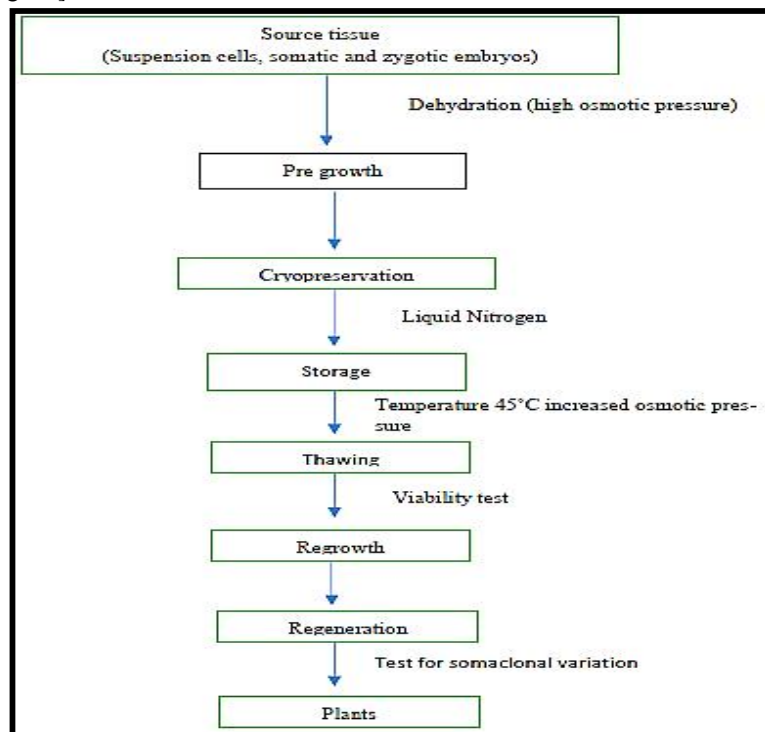 Source tissue
(Suspension cells, somatic and zygotic embryos)
Dehydration (high osmotic pressure)
Pre growth
Cryopreservation
Liquid Nitrogen
Storage
Temperature 45°C increased osmotic pres-
sure
Thawing
Viability test
Regrowth
Regeneration
Test for somaclonal variation
Plants